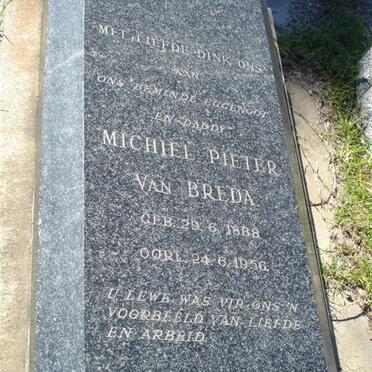 MET LIEFDE DINK ONS
AAN
ONS BEMINDE EGGENOOT
EN "DADDY"
MICHIEL PIETER
VAN BREDA
GEB. 29.6.1888
OORL. 24.6.1956
U LEWE WAS VIR ONS 'N
VOORBEELD VAN LIEFDE
EN ARBEID.